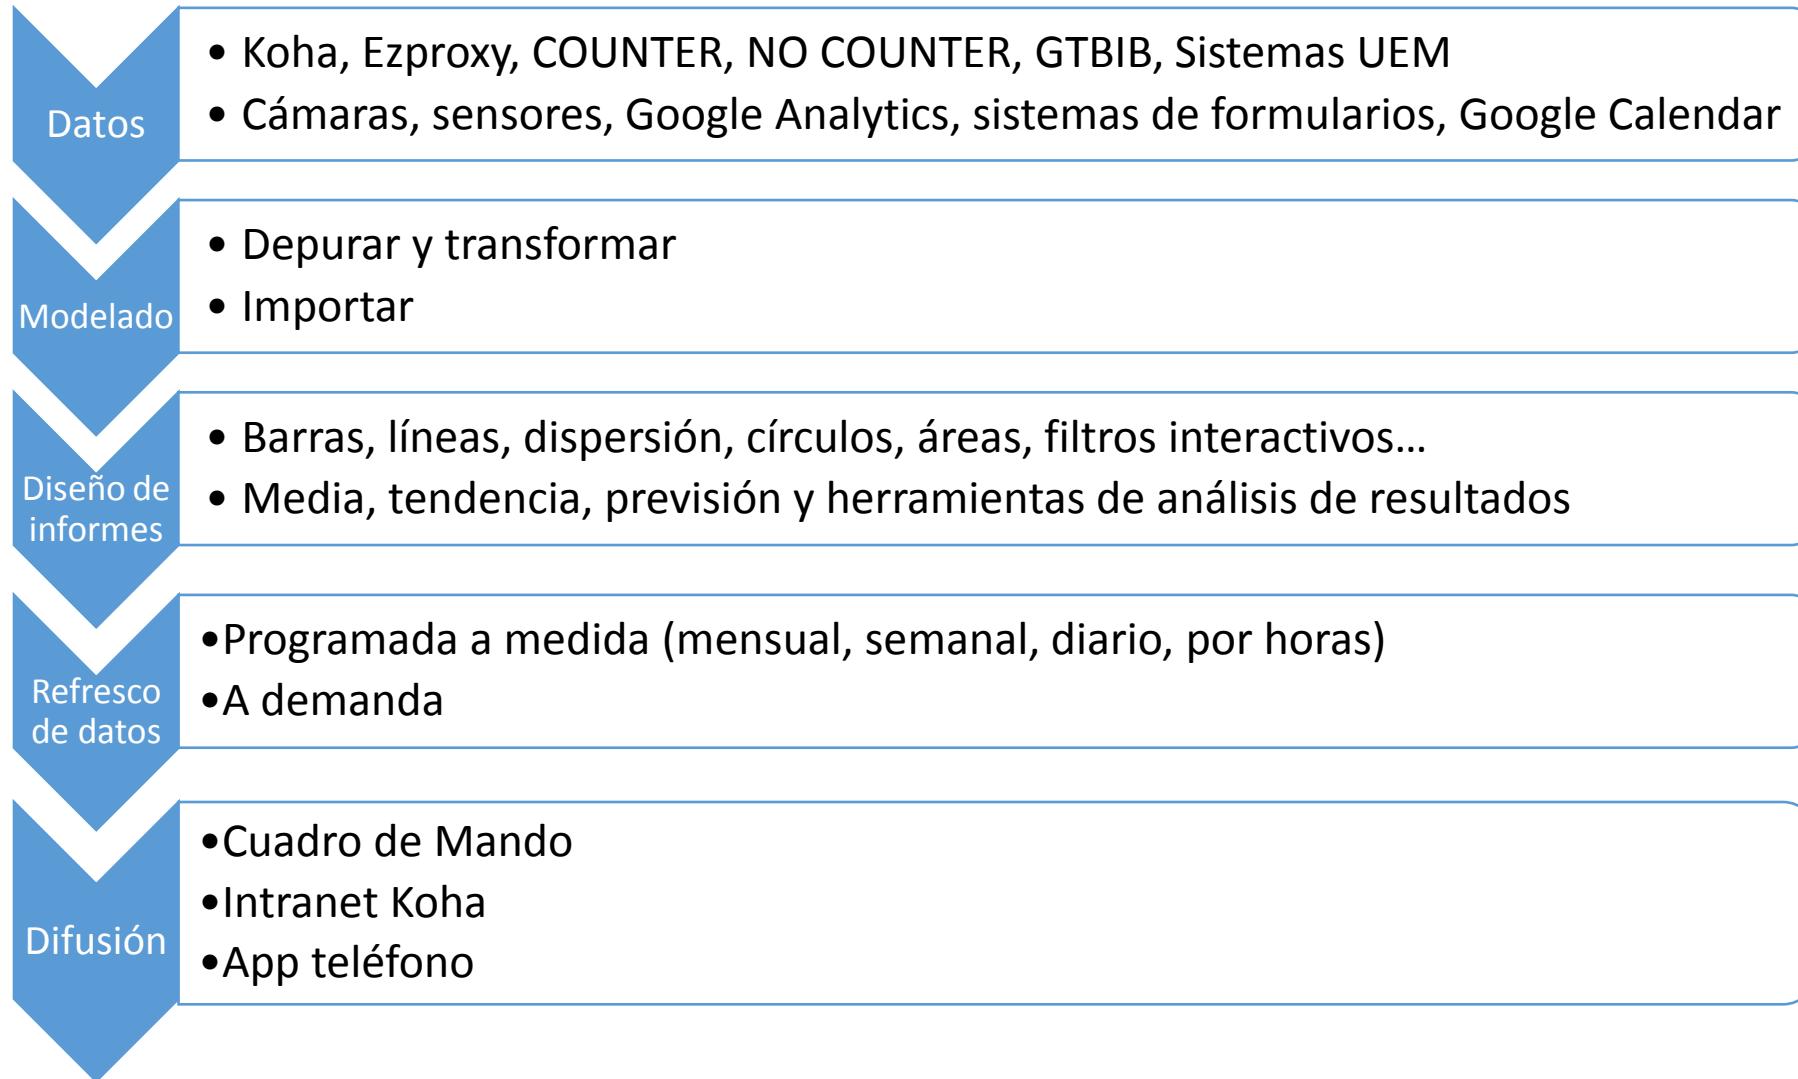 Datos
• Koha, Ezproxy, COUNTER, NO COUNTER, GTBIB, Sistemas UEM
• Cámaras, sensores, Google Analytics, sistemas de formularios, Google Calendar
Modelado
• Depurar y transformar
• Importar
Diseño de
informes
• Barras, líneas, dispersión, círculos, áreas, filtros interactivos…
• Media, tendencia, previsión y herramientas de análisis de resultados
Refresco
de datos
•Programada a medida (mensual, semanal, diario, por horas)
•A demanda
Difusión
•Cuadro de Mando
•Intranet Koha
•App teléfono